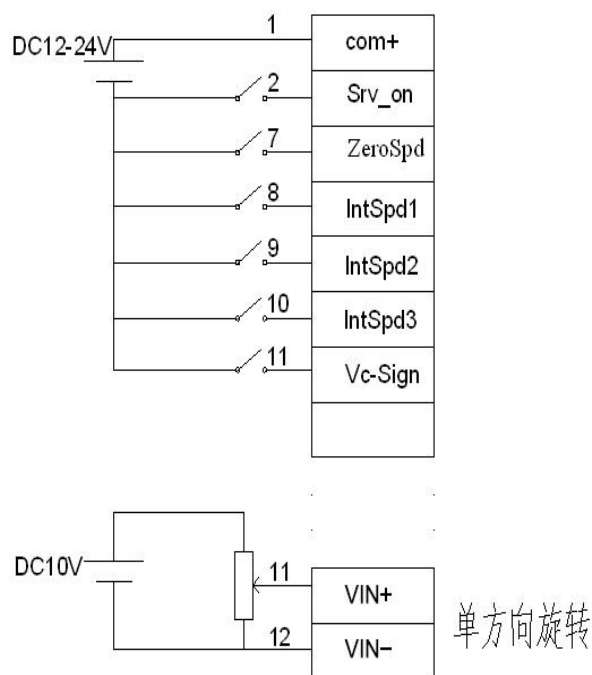 1
com+
DC12-24V
2
Srv_on
7
ZeroSpd
8
IntSpd1
9
IntSpd2
10
IntSpd3
11
Vc-Sign
DC10V
11
VIN+
12
VIN-
单方向旋转